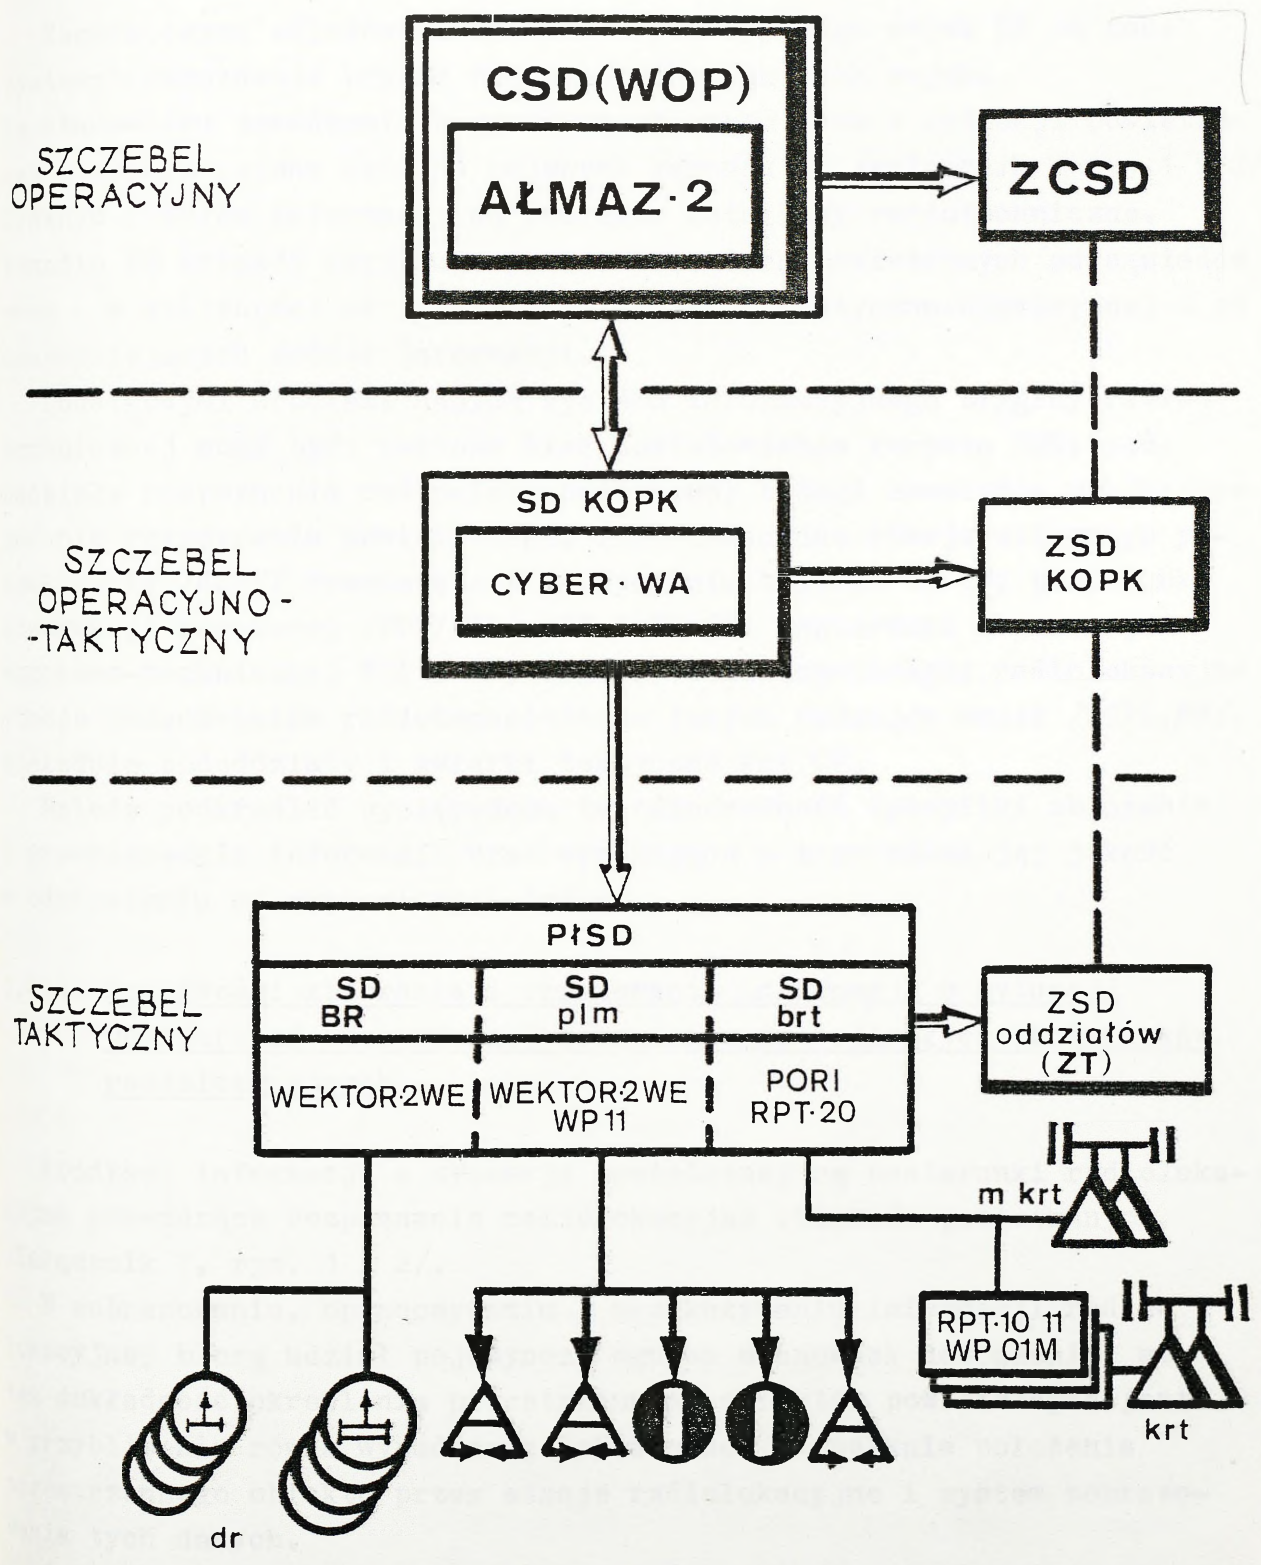 SZCZEBEL
OPERACYJNY
CSD(WOP)
AŁMAZ-2
ZCSD
SZCZEBEL
OPERACYJNO-
-TAKTYCZNY
SD KOPK
CYBER-WA
ZSD
KOPK
SZCZEBEL
TAKTYCZNY
PłSD
SD
BR
SD
plm
SD
brt
WEKTOR-2WE
WEKTOR-2WE
WP 11
PORI
RPT-20
ZSD
oddziałów
(ZT)
m krt
RPT-10 11
WP 01M
krt
dr